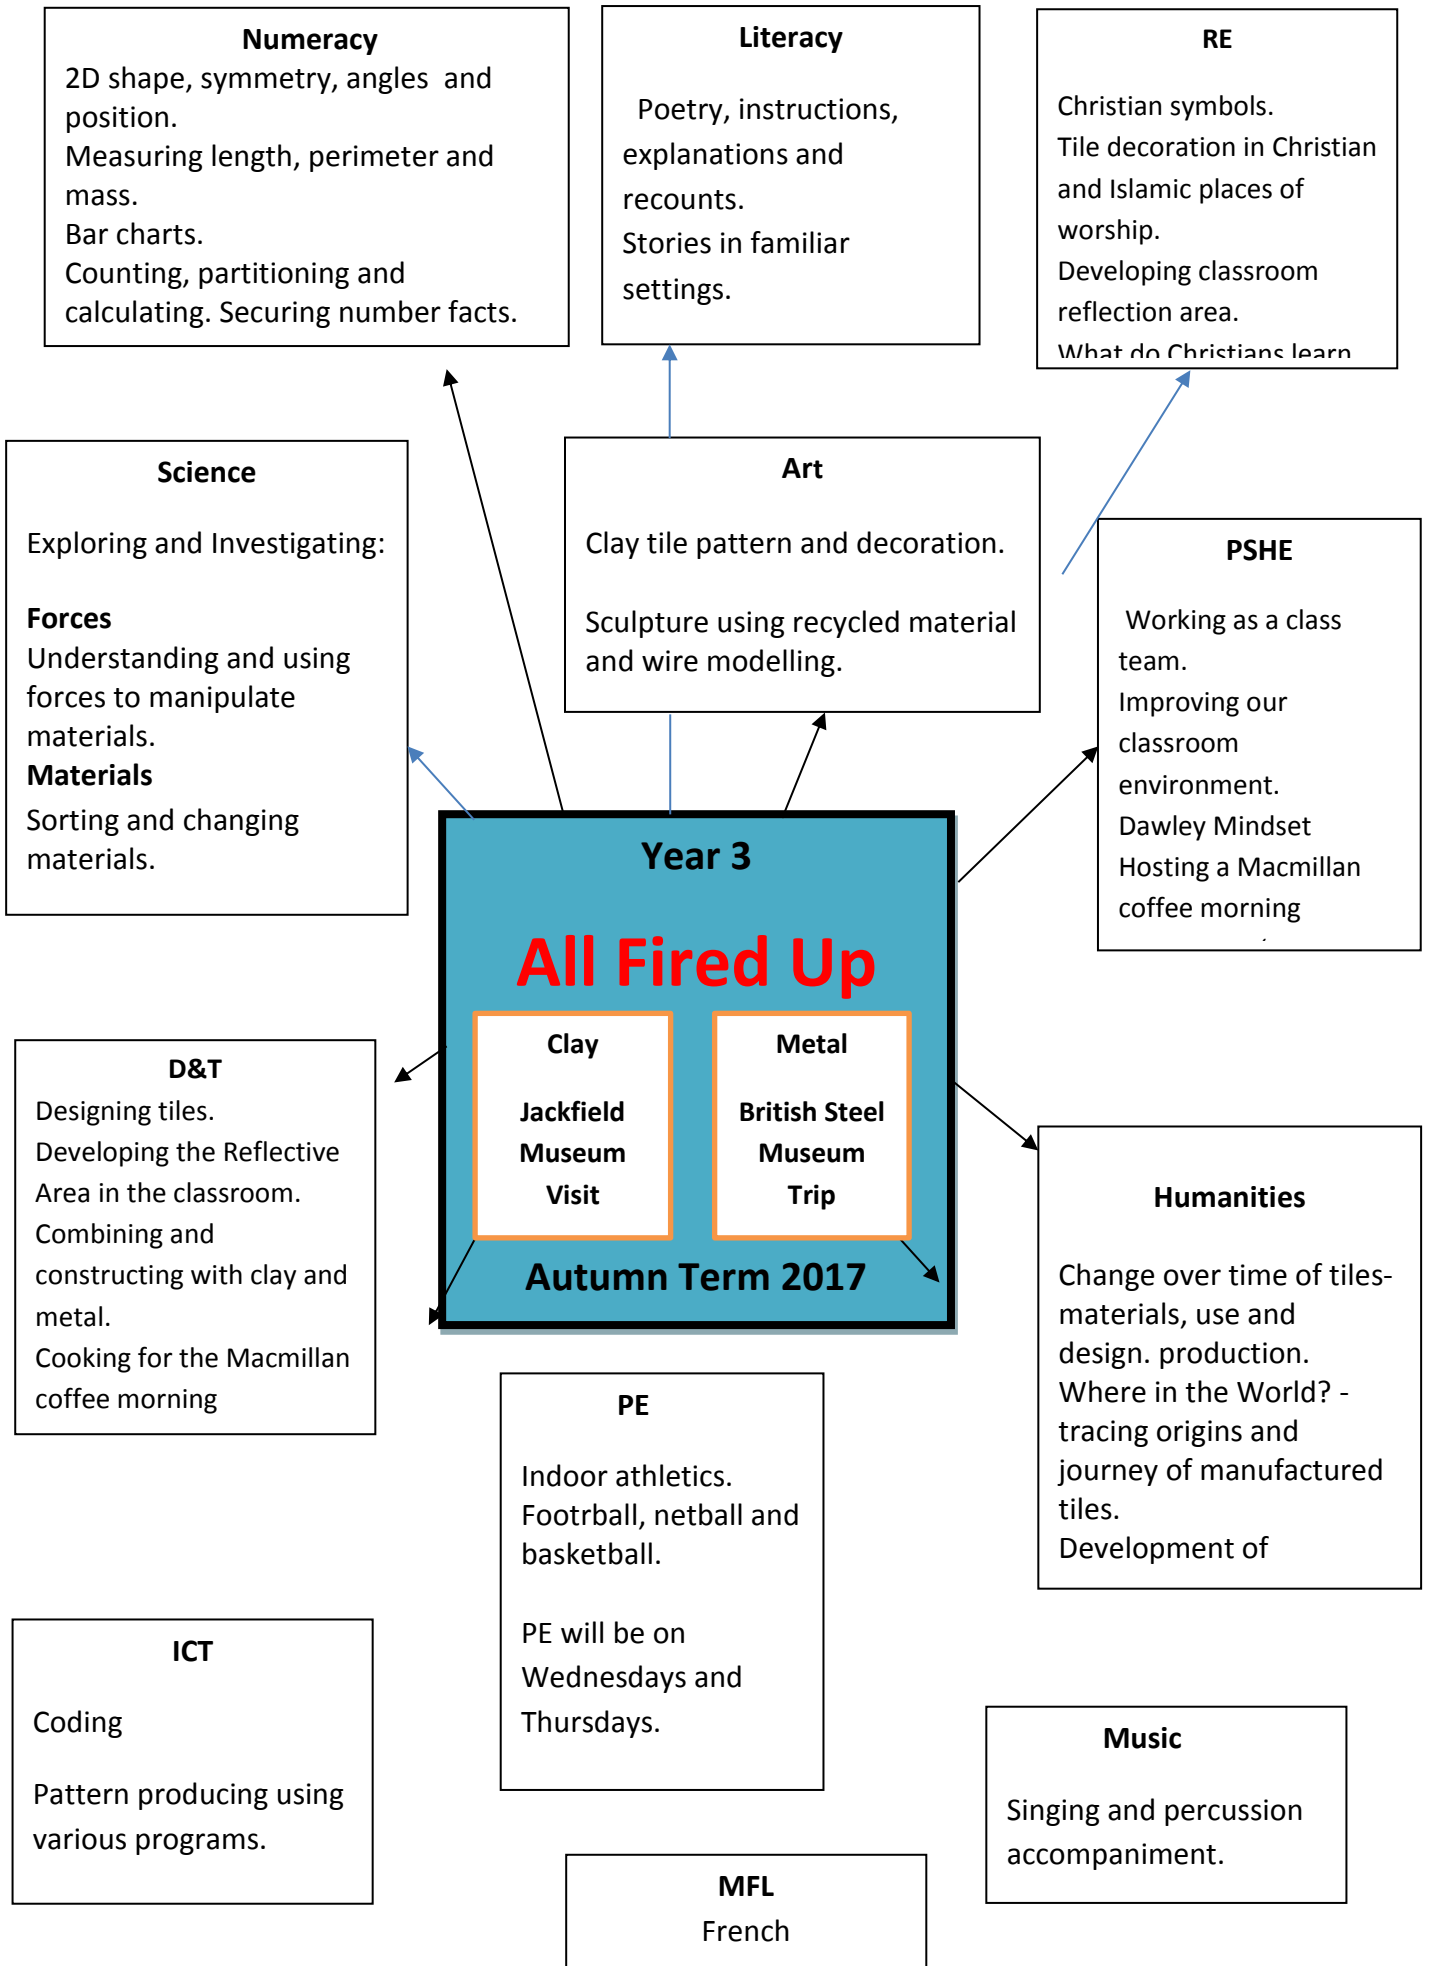 Numeracy
2D shape, symmetry, angles and
position.
Measuring length, perimeter and
mass.
Bar charts.
Counting, partitioning and
calculating. Securing number facts.
Literacy
Poetry, instructions,
explanations and
recounts.
Stories in familiar
settings.
RE
Christian symbols.
Tile decoration in Christian
and Islamic places of
worship.
Developing classroom
reflection area.
What do Christians learn
Science
Exploring and Investigating:
Forces
Understanding and using
forces to manipulate
materials.
Materials
Sorting and changing
materials.
Art
Clay tile pattern and decoration.
Sculpture using recycled material
and wire modelling.
PSHE
Working as a class
team.
Improving our
classroom
environment.
Dawley Mindset
Hosting a Macmillan
coffee morning
Year 3
All Fired Up
Clay
Jackfield
Museum
Visit
Metal
British Steel
Museum
Trip
Autumn Term 2017
D&T
Designing tiles.
Developing the Reflective
Area in the classroom.
Combining and
constructing with clay and
metal.
Cooking for the Macmillan
coffee morning
Humanities
Change over time of tiles-
materials, use and
design. production.
Where in the World? -
tracing origins and
journey of manufactured
tiles.
Development of
PE
Indoor athletics.
Footrball, netball and
basketball.
PE will be on
Wednesdays and
Thursdays.
ICT
Coding
Pattern producing using
various programs.
Music
Singing and percussion
accompaniment.
MFL
French